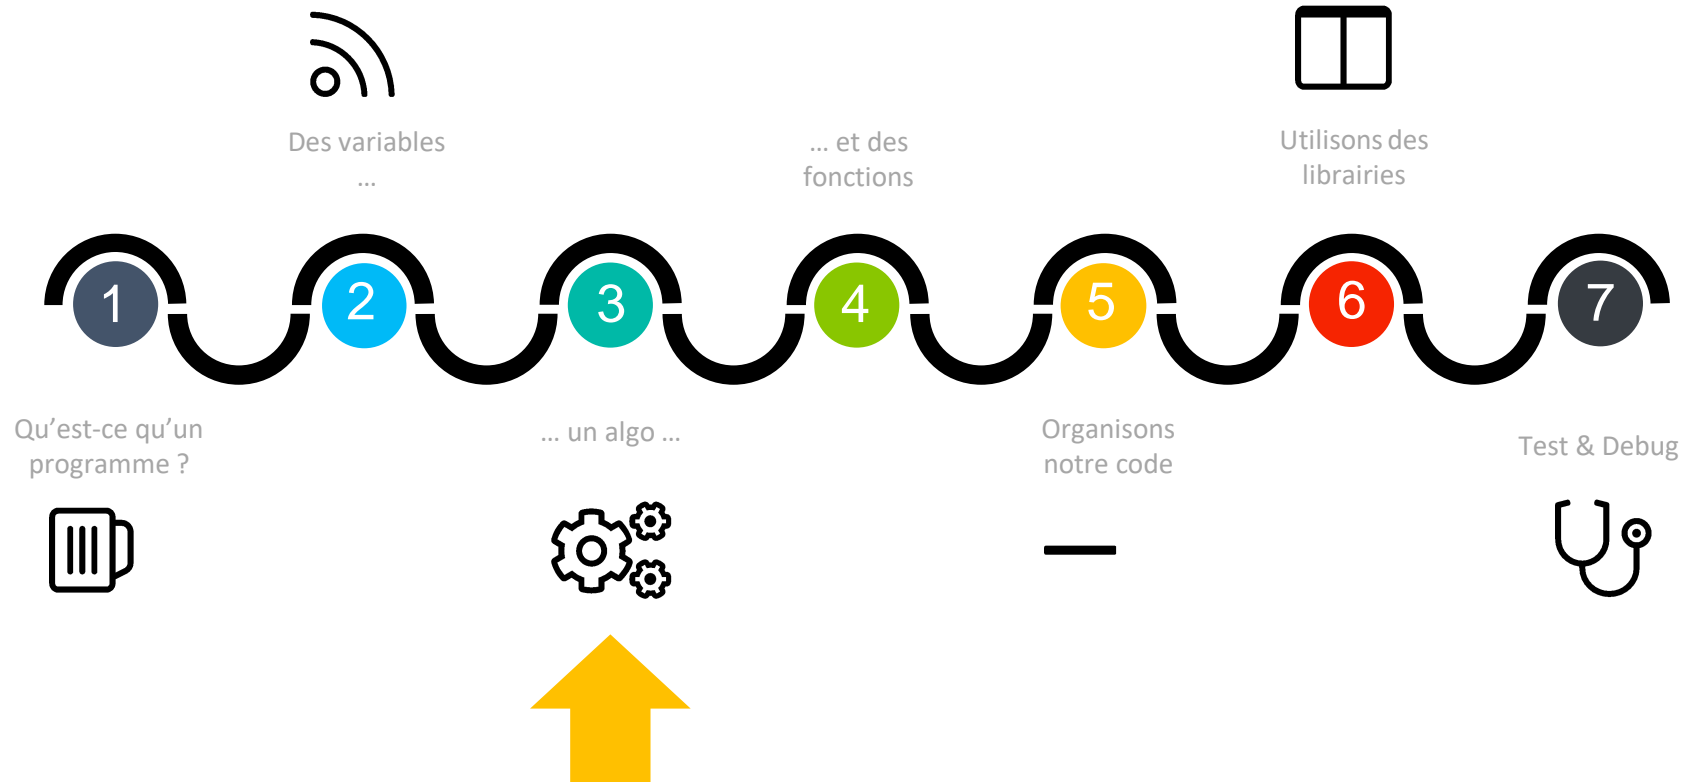 Des variables
...
... et des
fonctions
Utilisons des
librairies
1
2
3
4
5
6
7
Qu’est-ce qu’un
programme ?
... un algo ...
Organisons
notre code
Test & Debug